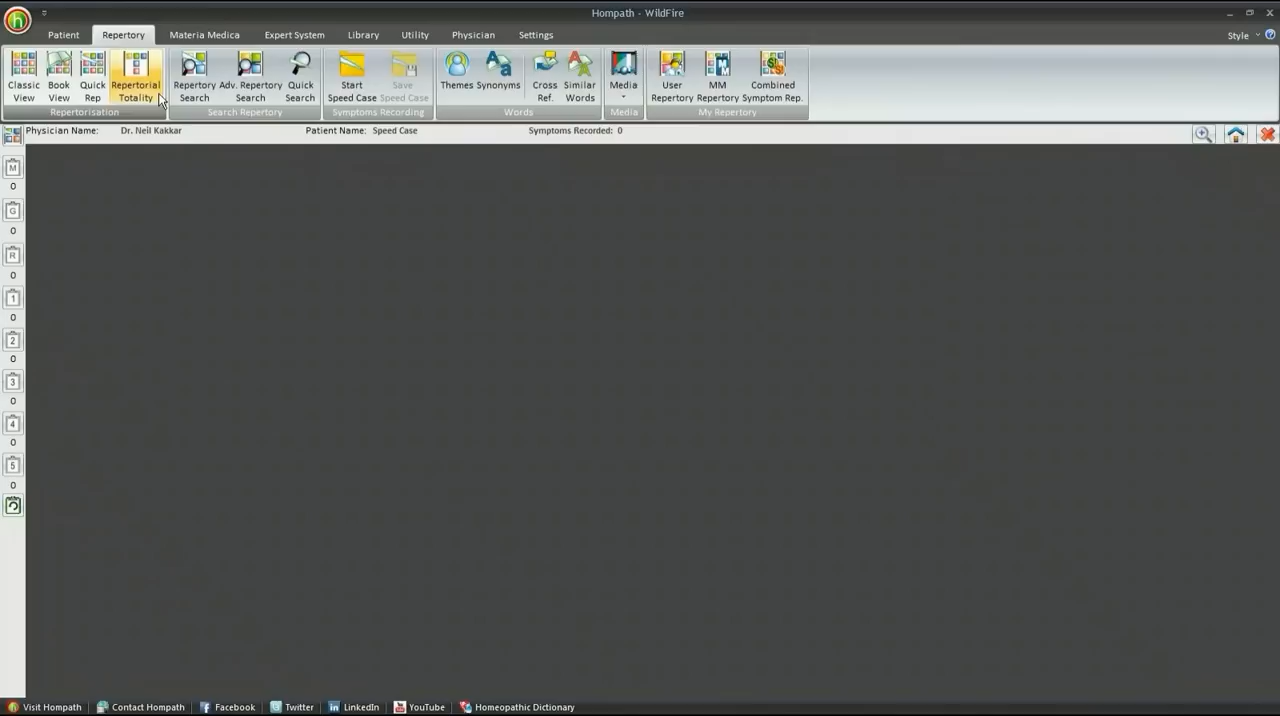 Hompath - WildFire
Patient Repertory Materia Medica Expert System Library Utility Physician Settings Style
Classic View Book View Quick Rep Repertorial Totality Repertory Search Adv. Repertory Search Quick Search Start Speed Case Save Speed Case Themes Synonyms Cross Ref. Similar Words Media User Repertory MM Repertory Combined Symptom Rep.
Repertorisation Search Repertory Symptoms Recording Words Media My Repertory
Physician Name: Dr. Neil Kakkar Patient Name: Speed Case Symptoms Recorded: 0
M
0
G
0
R
0
1
0
2
0
3
0
4
0
5
0
Visit Hompath Contact Hompath Facebook Twitter LinkedIn YouTube Homeopathic Dictionary